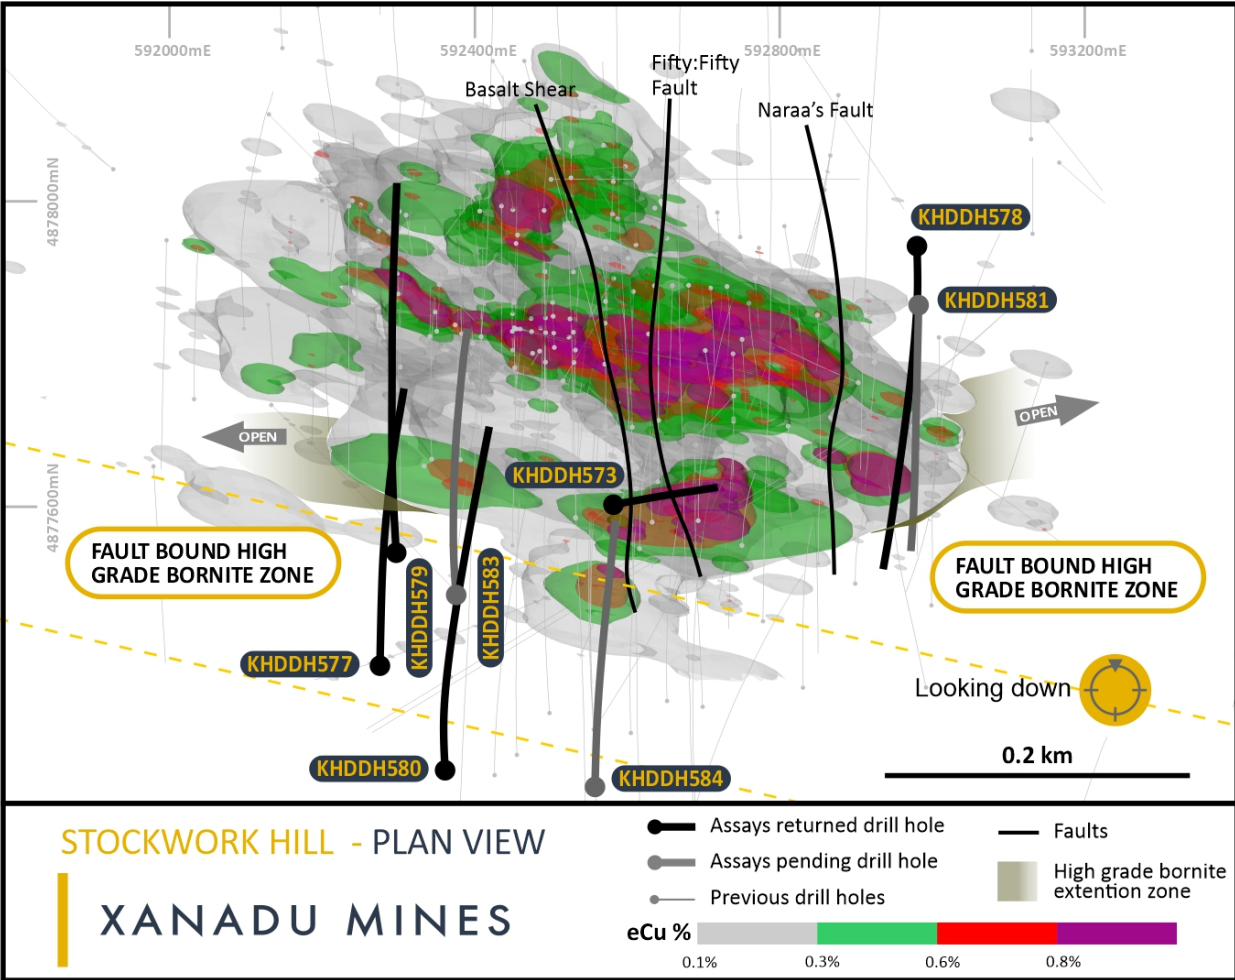 592000mE
592400mE
592800mE
593200mE
Fifty:Fifty
Fault
Basalt Shear
Naraa's Fault
4878000mN
KHDDH578
KHDDH581
OPEN
OPEN
4877600mN
KHDDH573
FAULT BOUND HIGH
GRADE BORNITE ZONE
FAULT BOUND HIGH
GRADE BORNITE ZONE
KHDDH579
KHDDH583
KHDDH577
Looking down
0.2 km
KHDDH580
KHDDH584
STOCKWORK HILL - PLAN VIEW
XANADU MINES
Assays returned drill hole
Assays pending drill hole
Previous drill holes
Faults
High grade bornite
extention zone
eCu %
0.1%
0.3%
0.6%
0.8%